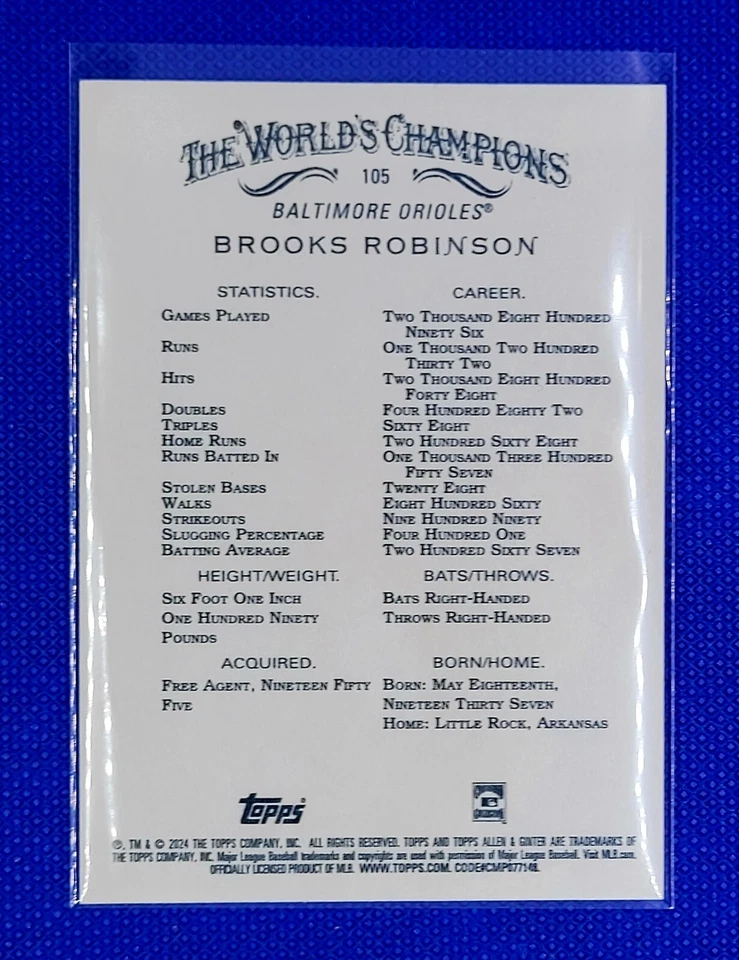 THE WORLD'S CHAMPIONS
105
BALTIMORE ORIOLES®
BROOKS ROBINSON
STATISTICS. CAREER.
GAMES PLAYED TWO THOUSAND EIGHT HUNDRED
NINETY SIX
RUNS ONE THOUSAND TWO HUNDRED
THIRTY TWO
HITS TWO THOUSAND EIGHT HUNDRED
FORTY EIGHT
DOUBLES FOUR HUNDRED EIGHTY TWO
TRIPLES SIXTY EIGHT
HOME RUNS TWO HUNDRED SIXTY EIGHT
RUNS BATTED IN ONE THOUSAND THREE HUNDRED
FIFTY SEVEN
STOLEN BASES TWENTY EIGHT
WALKS EIGHT HUNDRED SIXTY
STRIKEOUTS NINE HUNDRED NINETY
SLUGGING PERCENTAGE FOUR HUNDRED ONE
BATTING AVERAGE TWO HUNDRED SIXTY SEVEN
HEIGHT/WEIGHT. BATS/THROWS.
SIX FOOT ONE INCH BATS RIGHT-HANDED
ONE HUNDRED NINETY THROWS RIGHT-HANDED
POUNDS
ACQUIRED. BORN/HOME.
FREE AGENT, NINETEEN FIFTY BORN: MAY EIGHTEENTH,
FIVE NINETEEN THIRTY SEVEN
HOME: LITTLE ROCK, ARKANSAS
topps
®, TM & © 2024 THE TOPPS COMPANY, INC. ALL RIGHTS RESERVED. TOPPS AND TOPPS ALLEN & GINTER ARE TRADEMARKS OF
THE TOPPS COMPANY, INC. Major League Baseball trademarks and copyrights are used with permission of Major League Baseball. Visit MLB.com.
OFFICIALLY LICENSED PRODUCT OF MLB. WWW.TOPPS.COM. CODE#CMP077148.